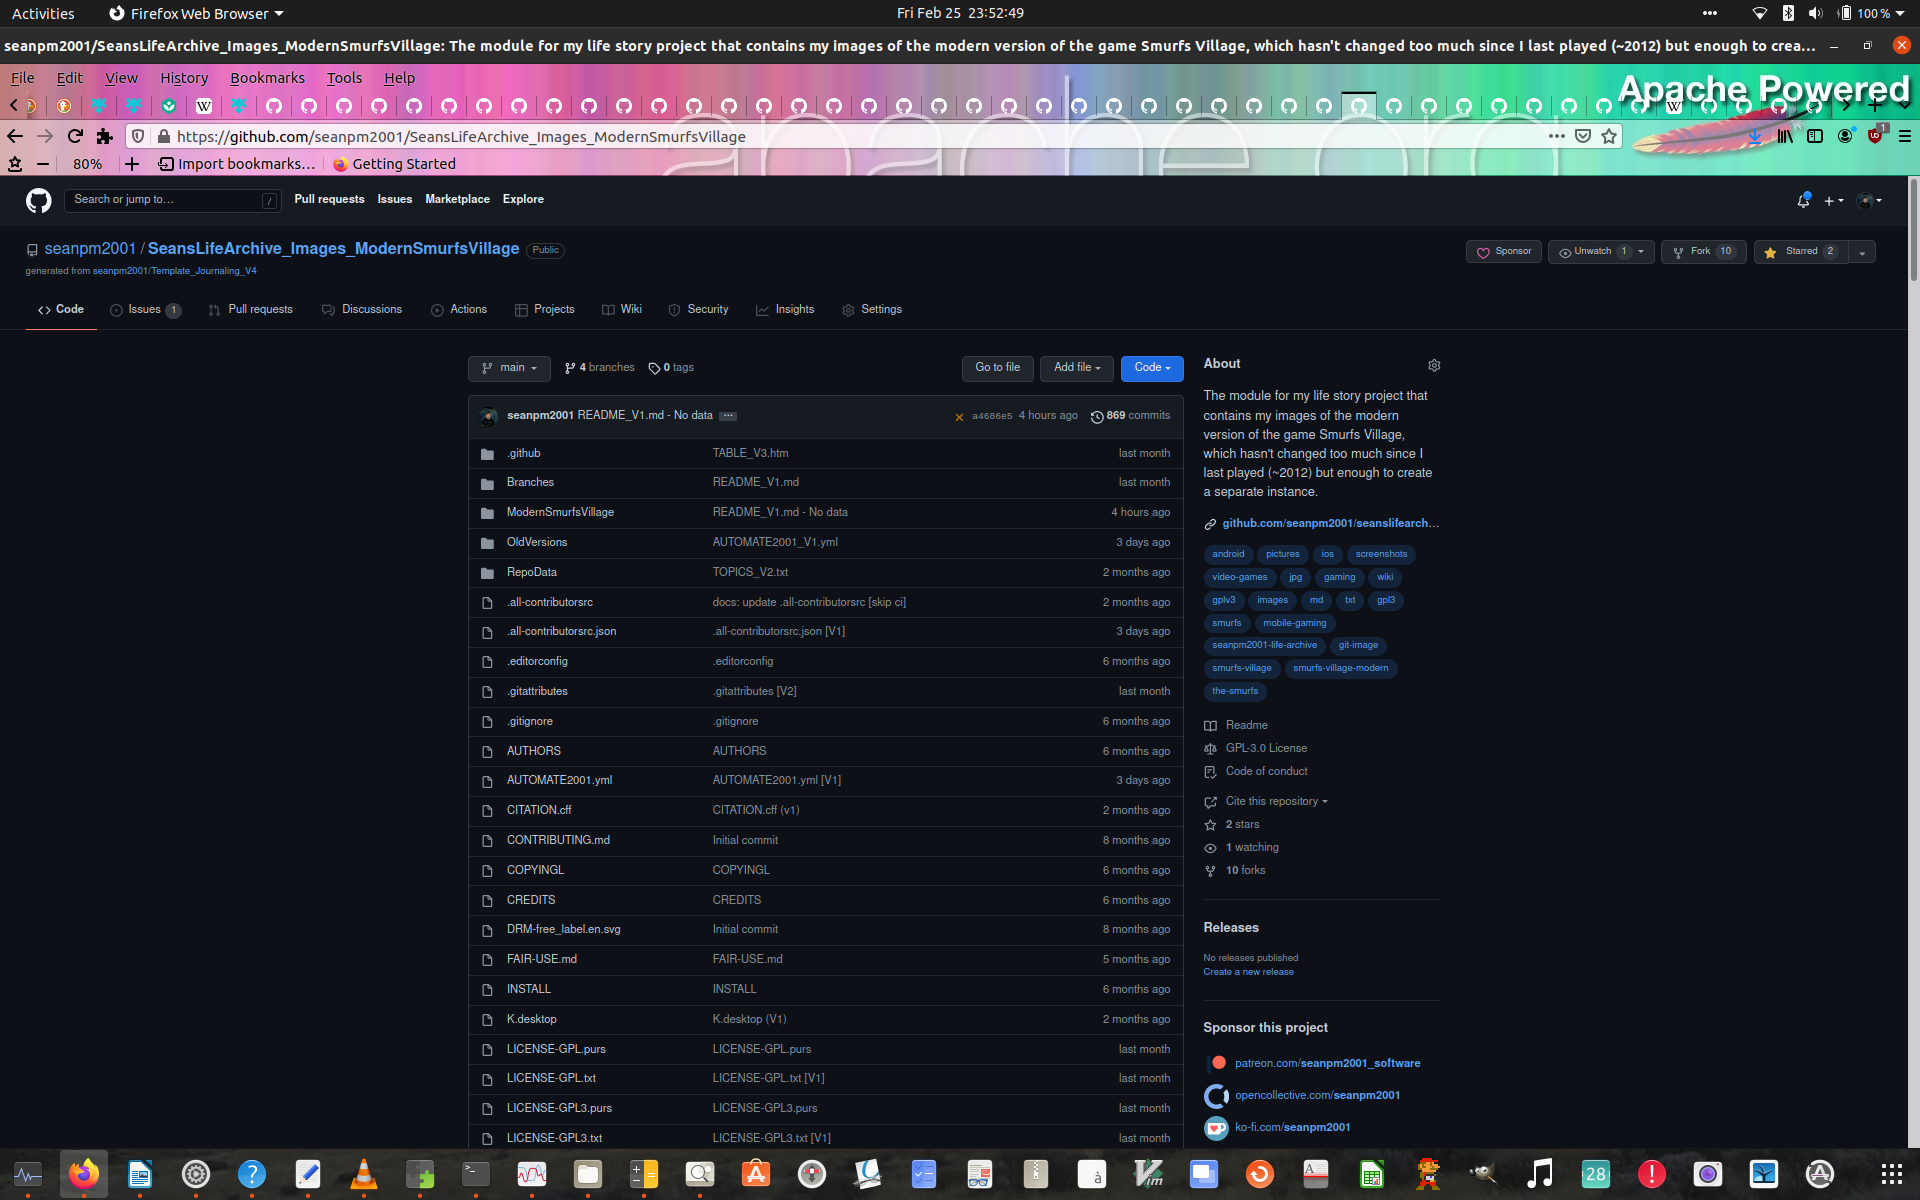 Activities
Firefox Web Browser
Fri Feb 25 23:52:49
100 %
seanpm2001/SeansLifeArchive_Images_ModernSmurfsVillage: The module for my life story project that contains my images of the modern version of the game Smurfs Village, which hasn't changed too much since I last played (~2012) but enough to crea…
File Edit View History Bookmarks Tools Help
Apache Powered
https://github.com/seanpm2001/SeansLifeArchive_Images_ModernSmurfsVillage
1
80%
Import bookmarks…
Getting Started
apache.org
Search or jump to…
/
Pull requests Issues Marketplace Explore
seanpm2001 / SeansLifeArchive_Images_ModernSmurfsVillage Public
generated from seanpm2001/Template_Journaling_V4
Sponsor
Unwatch 1
Fork 10
Starred 2
Code
Issues 1
Pull requests
Discussions
Actions
Projects
Wiki
Security
Insights
Settings
main
4 branches
0 tags
Go to file
Add file
Code
seanpm2001 README_V1.md - No data … a4686e5 4 hours ago 869 commits
.github TABLE_V3.htm last month
Branches README_V1.md last month
ModernSmurfsVillage README_V1.md - No data 4 hours ago
OldVersions AUTOMATE2001_V1.yml 3 days ago
RepoData TOPICS_V2.txt 2 months ago
.all-contributorsrc docs: update .all-contributorsrc [skip ci] 2 months ago
.all-contributorsrc.json .all-contributorsrc.json [V1] 3 days ago
.editorconfig .editorconfig 6 months ago
.gitattributes .gitattributes [V2] last month
.gitignore .gitignore 6 months ago
AUTHORS AUTHORS 6 months ago
AUTOMATE2001.yml AUTOMATE2001.yml [V1] 3 days ago
CITATION.cff CITATION.cff (v1) 2 months ago
CONTRIBUTING.md Initial commit 8 months ago
COPYINGL COPYINGL 6 months ago
CREDITS CREDITS 6 months ago
DRM-free_label.en.svg Initial commit 8 months ago
FAIR-USE.md FAIR-USE.md 5 months ago
INSTALL INSTALL 6 months ago
K.desktop K.desktop (V1) 2 months ago
LICENSE-GPL.purs LICENSE-GPL.purs last month
LICENSE-GPL.txt LICENSE-GPL.txt [V1] last month
LICENSE-GPL3.purs LICENSE-GPL3.purs last month
LICENSE-GPL3.txt LICENSE-GPL3.txt [V1] last month
About
The module for my life story project that
contains my images of the modern
version of the game Smurfs Village,
which hasn't changed too much since I
last played (~2012) but enough to create
a separate instance.
github.com/seanpm2001/seanslifearch…
android pictures ios screenshots
video-games jpg gaming wiki
gplv3 images md txt gpl3
smurfs mobile-gaming
seanpm2001-life-archive git-image
smurfs-village smurfs-village-modern
the-smurfs
Readme
GPL-3.0 License
Code of conduct
Cite this repository
2 stars
1 watching
10 forks
Releases
No releases published
Create a new release
Sponsor this project
patreon.com/seanpm2001_software
opencollective.com/seanpm2001
ko-fi.com/seanpm2001
28